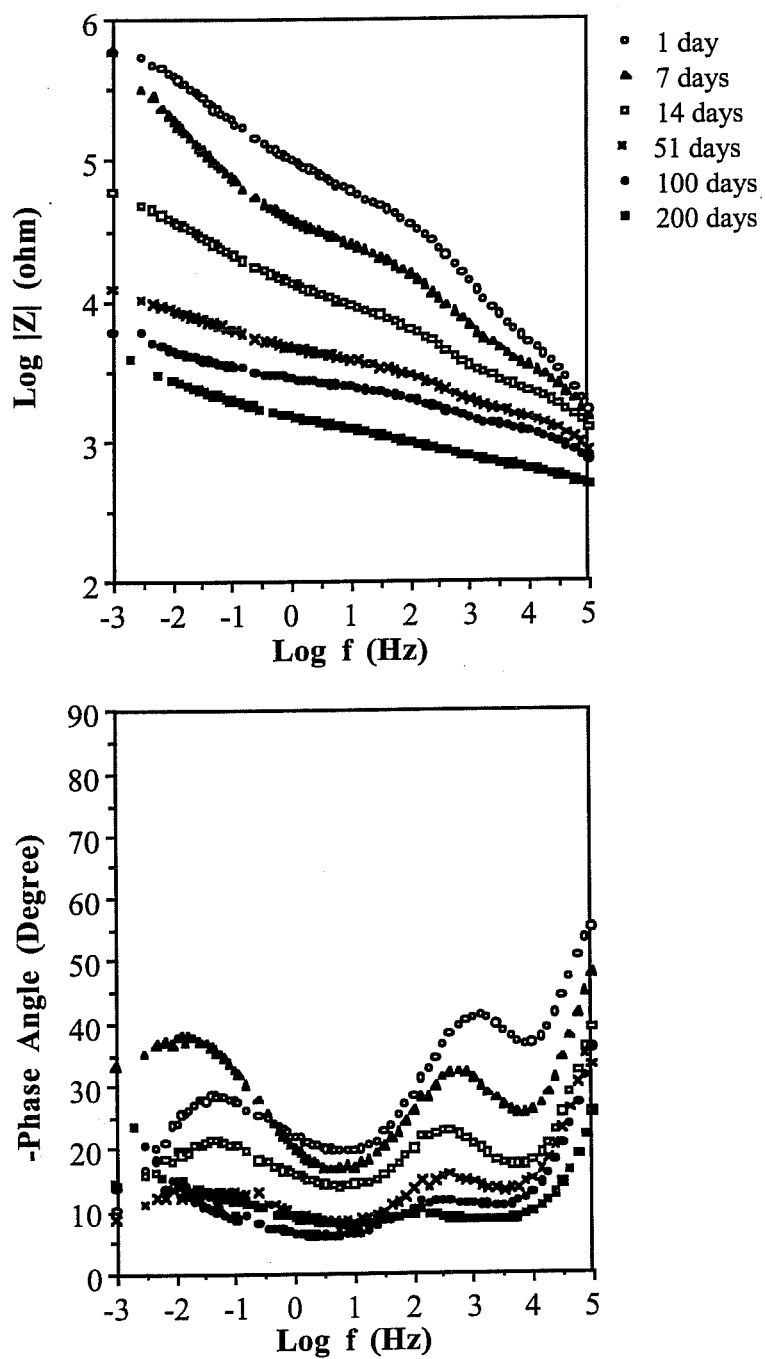 6
5
4
3
2
Log |Z| (ohm)
-3 -2 -1 0 1 2 3 4 5
Log f (Hz)
1 day
7 days
14 days
51 days
100 days
200 days
90
80
70
60
50
40
30
20
10
0
-Phase Angle (Degree)
-3 -2 -1 0 1 2 3 4 5
Log f (Hz)